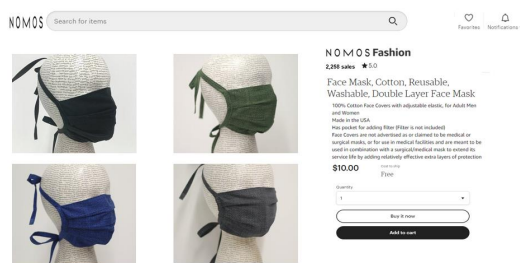 NOMOS
Search for items
Favorites
Notifications
NOMOS Fashion
2,268 sales ★5.0
Face Mask, Cotton, Reusable,
Washable, Double Layer Face Mask
100% Cotton Face Covers with adjustable elastic, for Adult Men
and Women
Made in the USA
Has pocket for adding filter (Filter is not included)
Face Covers are not advertised as or claimed to be medical or
surgical masks, or for use in medical facilities and are meant to be
used in combination with a surgical/medical mask to extend its
service life by adding relatively effective extra layers of protection
$10.00
Free
Quantity
1
Buy it now
Add to cart